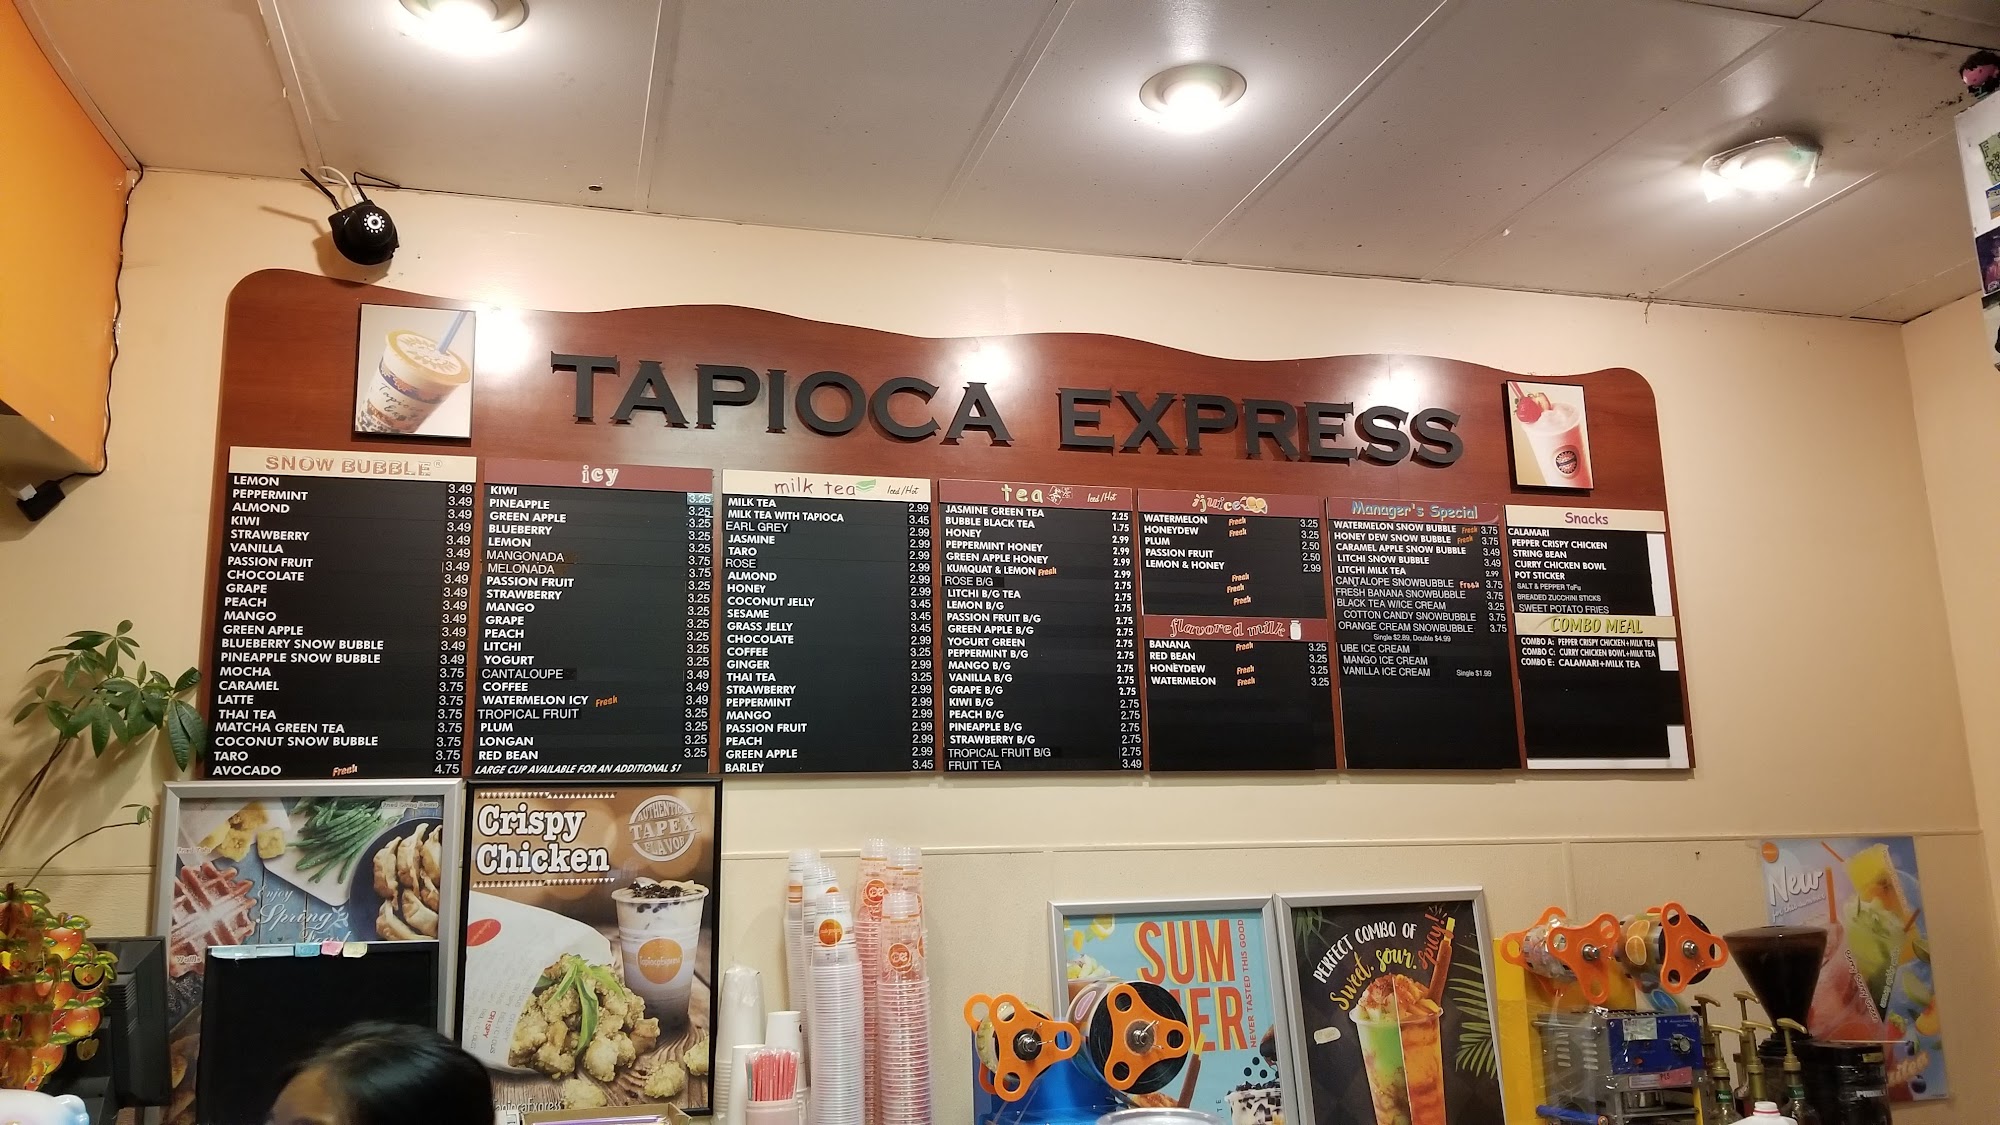 TAPIOCA EXPRESS
SNOW BUBBLE®
LEMON 3.49
PEPPERMINT 3.49
ALMOND 3.49
KIWI 3.49
STRAWBERRY 3.49
VANILLA 3.49
PASSION FRUIT 3.49
CHOCOLATE 3.49
GRAPE 3.49
PEACH 3.49
MANGO 3.49
GREEN APPLE 3.49
BLUEBERRY SNOW BUBBLE 3.49
PINEAPPLE SNOW BUBBLE 3.49
MOCHA 3.75
CARAMEL 3.75
LATTE 3.75
THAI TEA 3.75
MATCHA GREEN TEA 3.75
COCONUT SNOW BUBBLE 3.75
TARO 3.75
AVOCADO Fresh 4.75
icy
KIWI 3.25
PINEAPPLE 3.25
GREEN APPLE 3.25
BLUEBERRY 3.25
LEMON 3.25
MANGONADA 3.75
MELONADA 3.75
PASSION FRUIT 3.25
STRAWBERRY 3.25
MANGO 3.25
GRAPE 3.25
PEACH 3.25
LITCHI 3.25
YOGURT 3.25
CANTALOUPE 3.49
COFFEE 3.49
WATERMELON ICY Fresh 3.49
TROPICAL FRUIT 3.25
PLUM 3.25
LONGAN 3.25
RED BEAN 3.25
LARGE CUP AVAILABLE FOR AN ADDITIONAL $1
milk tea Iced/Hot
MILK TEA 2.99
MILK TEA WITH TAPIOCA 3.45
EARL GREY 2.99
JASMINE 2.99
TARO 2.99
ROSE 2.99
ALMOND 2.99
HONEY 2.99
COCONUT JELLY 3.45
SESAME 3.45
GRASS JELLY 3.45
CHOCOLATE 2.99
COFFEE 3.25
GINGER 2.99
THAI TEA 3.25
STRAWBERRY 2.99
PEPPERMINT 2.99
MANGO 2.99
PASSION FRUIT 2.99
PEACH 2.99
GREEN APPLE 2.99
BARLEY 3.45
tea Iced/Hot
JASMINE GREEN TEA 2.25
BUBBLE BLACK TEA 1.75
HONEY 2.99
PEPPERMINT HONEY 2.99
GREEN APPLE HONEY 2.99
KUMQUAT & LEMON Fresh 2.99
ROSE B/G 2.75
LITCHI B/G TEA 2.75
LEMON B/G 2.75
PASSION FRUIT B/G 2.75
GREEN APPLE B/G 2.75
YOGURT GREEN 2.75
PEPPERMINT B/G 2.75
MANGO B/G 2.75
VANILLA B/G 2.75
GRAPE B/G 2.75
KIWI B/G 2.75
PEACH B/G 2.75
PINEAPPLE B/G 2.75
STRAWBERRY B/G 2.75
TROPICAL FRUIT B/G 2.75
FRUIT TEA 3.49
juice
WATERMELON Fresh 3.25
HONEYDEW Fresh 3.25
PLUM 2.50
PASSION FRUIT 2.50
LEMON & HONEY 2.99
Fresh
Fresh
Fresh
flavored milk
BANANA Fresh 3.25
RED BEAN 3.25
HONEYDEW Fresh 3.25
WATERMELON Fresh 3.25
Manager's Special
WATERMELON SNOW BUBBLE Fresh 3.75
HONEY DEW SNOW BUBBLE Fresh 3.75
CARAMEL APPLE SNOW BUBBLE 3.49
LITCHI SNOW BUBBLE 3.49
LITCHI MILK TEA 2.99
CANTALOPE SNOWBUBBLE Fresh 3.75
FRESH BANANA SNOWBUBBLE 3.75
BLACK TEA W/ICE CREAM 3.25
COTTON CANDY SNOWBUBBLE 3.75
ORANGE CREAM SNOWBUBBLE 3.75
Single $2.89, Double $4.99
UBE ICE CREAM
MANGO ICE CREAM
VANILLA ICE CREAM Single $1.99
Snacks
CALAMARI
PEPPER CRISPY CHICKEN
STRING BEAN
CURRY CHICKEN BOWL
POT STICKER
SALT & PEPPER ToFu
BREADED ZUCCHINI STICKS
SWEET POTATO FRIES
COMBO MEAL
COMBO A: PEPPER CRISPY CHICKEN+MILK TEA
COMBO C: CURRY CHICKEN BOWL+MILK TEA
COMBO E: CALAMARI+MILK TEA
Enjoy
Spring
Crispy
Chicken
AUTHENTIC
TAPEX
FLAVOR
TapiocaExpress
SUM
MER
NEVER TASTED THIS GOOD
PERFECT COMBO OF
Sweet, Sour, Spicy!
New